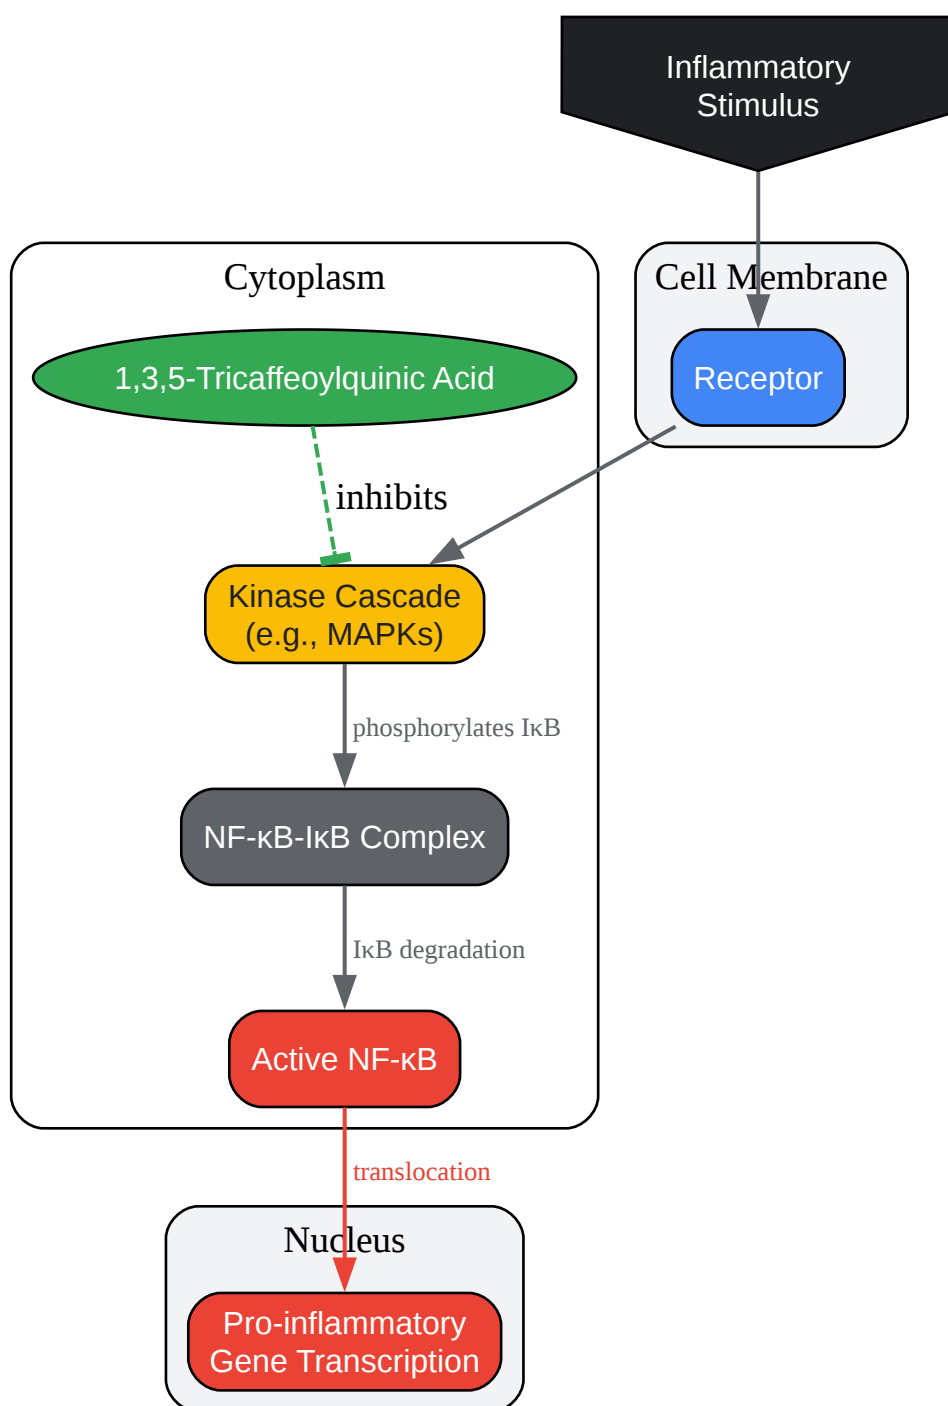 Inflammatory
Stimulus
Cytoplasm
Cell Membrane
1,3,5-Tricaffeoylquinic Acid
Receptor
inhibits
Kinase Cascade
(e.g., MAPKs)
phosphorylates IκB
NF-κB-IκB Complex
IκB degradation
Active NF-κB
translocation
Nucleus
Pro-inflammatory
Gene Transcription